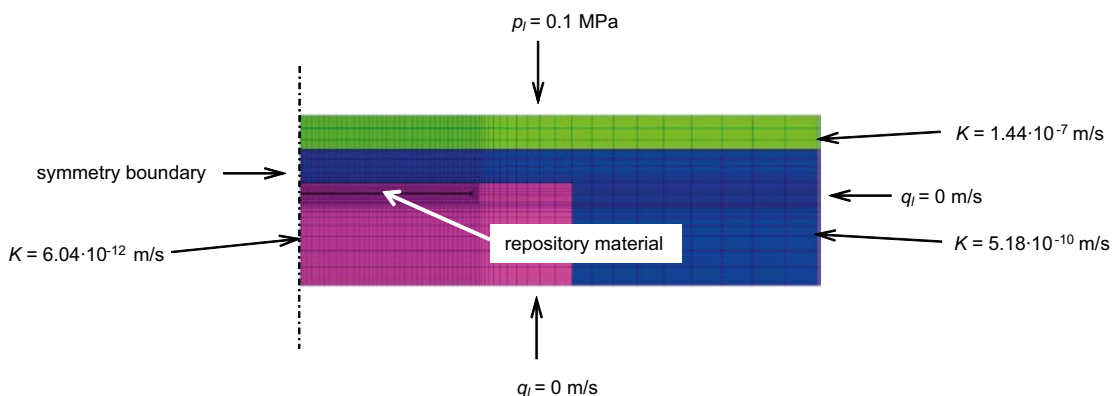 pₗ = 0.1 MPa
K = 1.44·10⁻⁷ m/s
symmetry boundary
qₗ = 0 m/s
repository material
K = 6.04·10⁻¹² m/s
K = 5.18·10⁻¹⁰ m/s
qₗ = 0 m/s